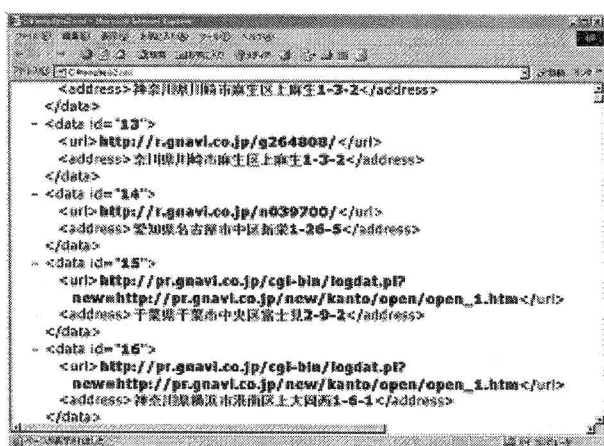 <address>神奈川県川崎市麻生区上麻生1-3-2</address>
</data>
- <data id="13">
<url>http://r.gnavi.co.jp/g264808/</url>
<address>奈川県川崎市麻生区上麻生1-3-2</address>
</data>
- <data id="14">
<url>http://r.gnavi.co.jp/n039700/</url>
<address>愛知県名古屋市中区新栄1-26-5</address>
</data>
- <data id="15">
<url>http://pr.gnavi.co.jp/cgi-bin/logdat.pl?
new=http://pr.gnavi.co.jp/new/kanto/open/open_1.htm</url>
<address>千葉県千葉市中央区富士見2-9-2</address>
</data>
- <data id="16">
<url>http://pr.gnavi.co.jp/cgi-bin/logdat.pl?
new=http://pr.gnavi.co.jp/new/kanto/open/open_1.htm</url>
<address>神奈川県横浜市港南区上大岡西1-6-1</address>
</data>